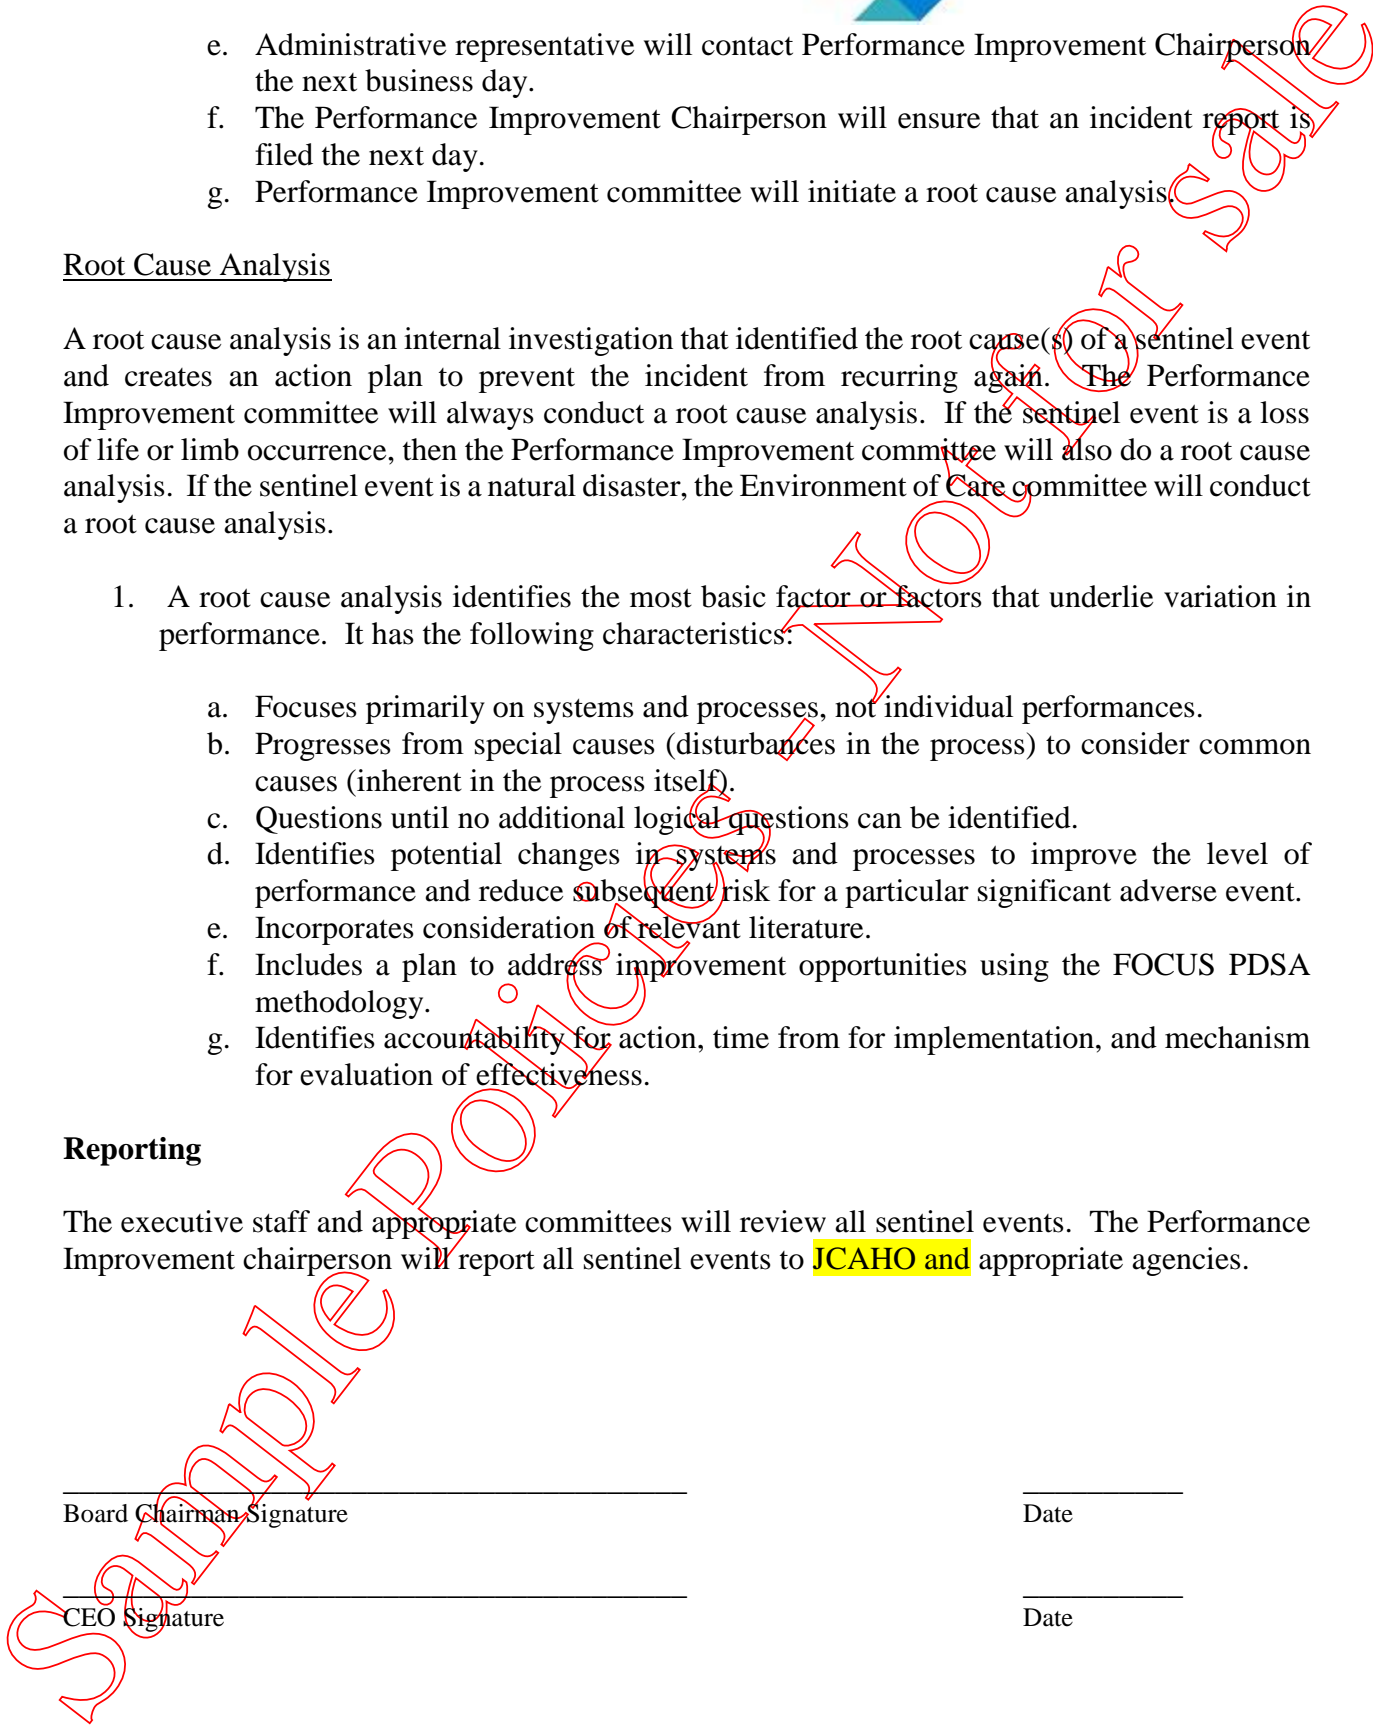 e. Administrative representative will contact Performance Improvement Chairperson
the next business day.
f. The Performance Improvement Chairperson will ensure that an incident report is
filed the next day.
g. Performance Improvement committee will initiate a root cause analysis.
Root Cause Analysis
A root cause analysis is an internal investigation that identified the root cause(s) of a sentinel event
and creates an action plan to prevent the incident from recurring again. The Performance
Improvement committee will always conduct a root cause analysis. If the sentinel event is a loss
of life or limb occurrence, then the Performance Improvement committee will also do a root cause
analysis. If the sentinel event is a natural disaster, the Environment of Care committee will conduct
a root cause analysis.
1. A root cause analysis identifies the most basic factor or factors that underlie variation in
performance. It has the following characteristics:
a. Focuses primarily on systems and processes, not individual performances.
b. Progresses from special causes (disturbances in the process) to consider common
causes (inherent in the process itself).
c. Questions until no additional logical questions can be identified.
d. Identifies potential changes in systems and processes to improve the level of
performance and reduce subsequent risk for a particular significant adverse event.
e. Incorporates consideration of relevant literature.
f. Includes a plan to address improvement opportunities using the FOCUS PDSA
methodology.
g. Identifies accountability for action, time from for implementation, and mechanism
for evaluation of effectiveness.
Reporting
The executive staff and appropriate committees will review all sentinel events. The Performance
Improvement chairperson will report all sentinel events to JCAHO and appropriate agencies.
Board Chairman Signature Date
CEO Signature Date
Sample Policies - Not for sale